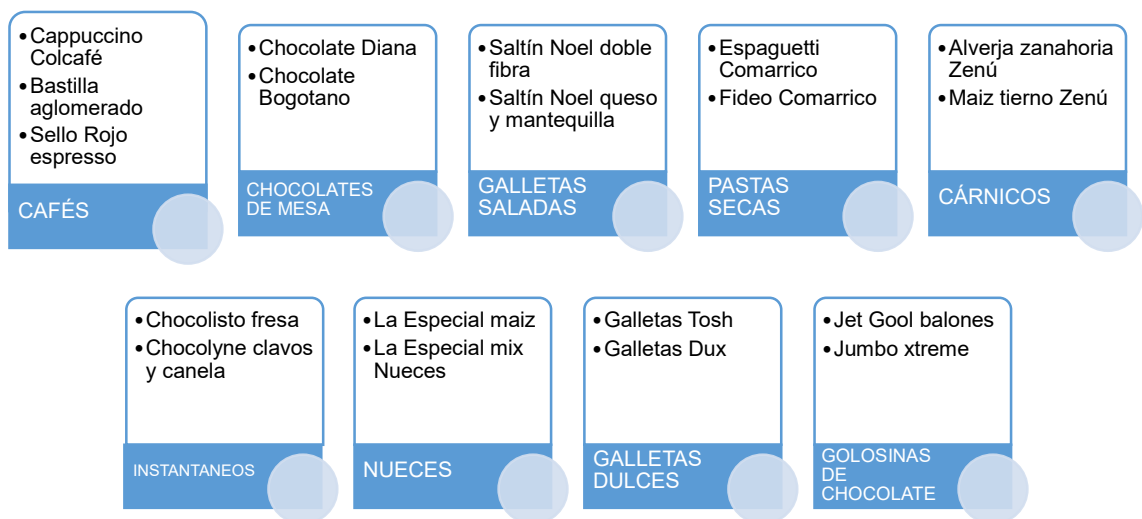 •Cappuccino
Colcafé
•Bastilla
aglomerado
•Sello Rojo
espresso
CAFÉS
•Chocolate Diana
•Chocolate
Bogotano
CHOCOLATES
DE MESA
•Saltín Noel doble
fibra
•Saltín Noel queso
y mantequilla
GALLETAS
SALADAS
•Espaguetti
Comarrico
•Fideo Comarrico
PASTAS
SECAS
•Alverja zanahoria
Zenú
•Maiz tierno Zenú
CÁRNICOS
•Chocolisto fresa
•Chocolyne clavos
y canela
INSTANTANEOS
•La Especial maiz
•La Especial mix
Nueces
NUECES
•Galletas Tosh
•Galletas Dux
GALLETAS
DULCES
•Jet Gool balones
•Jumbo xtreme
GOLOSINAS
DE
CHOCOLATE